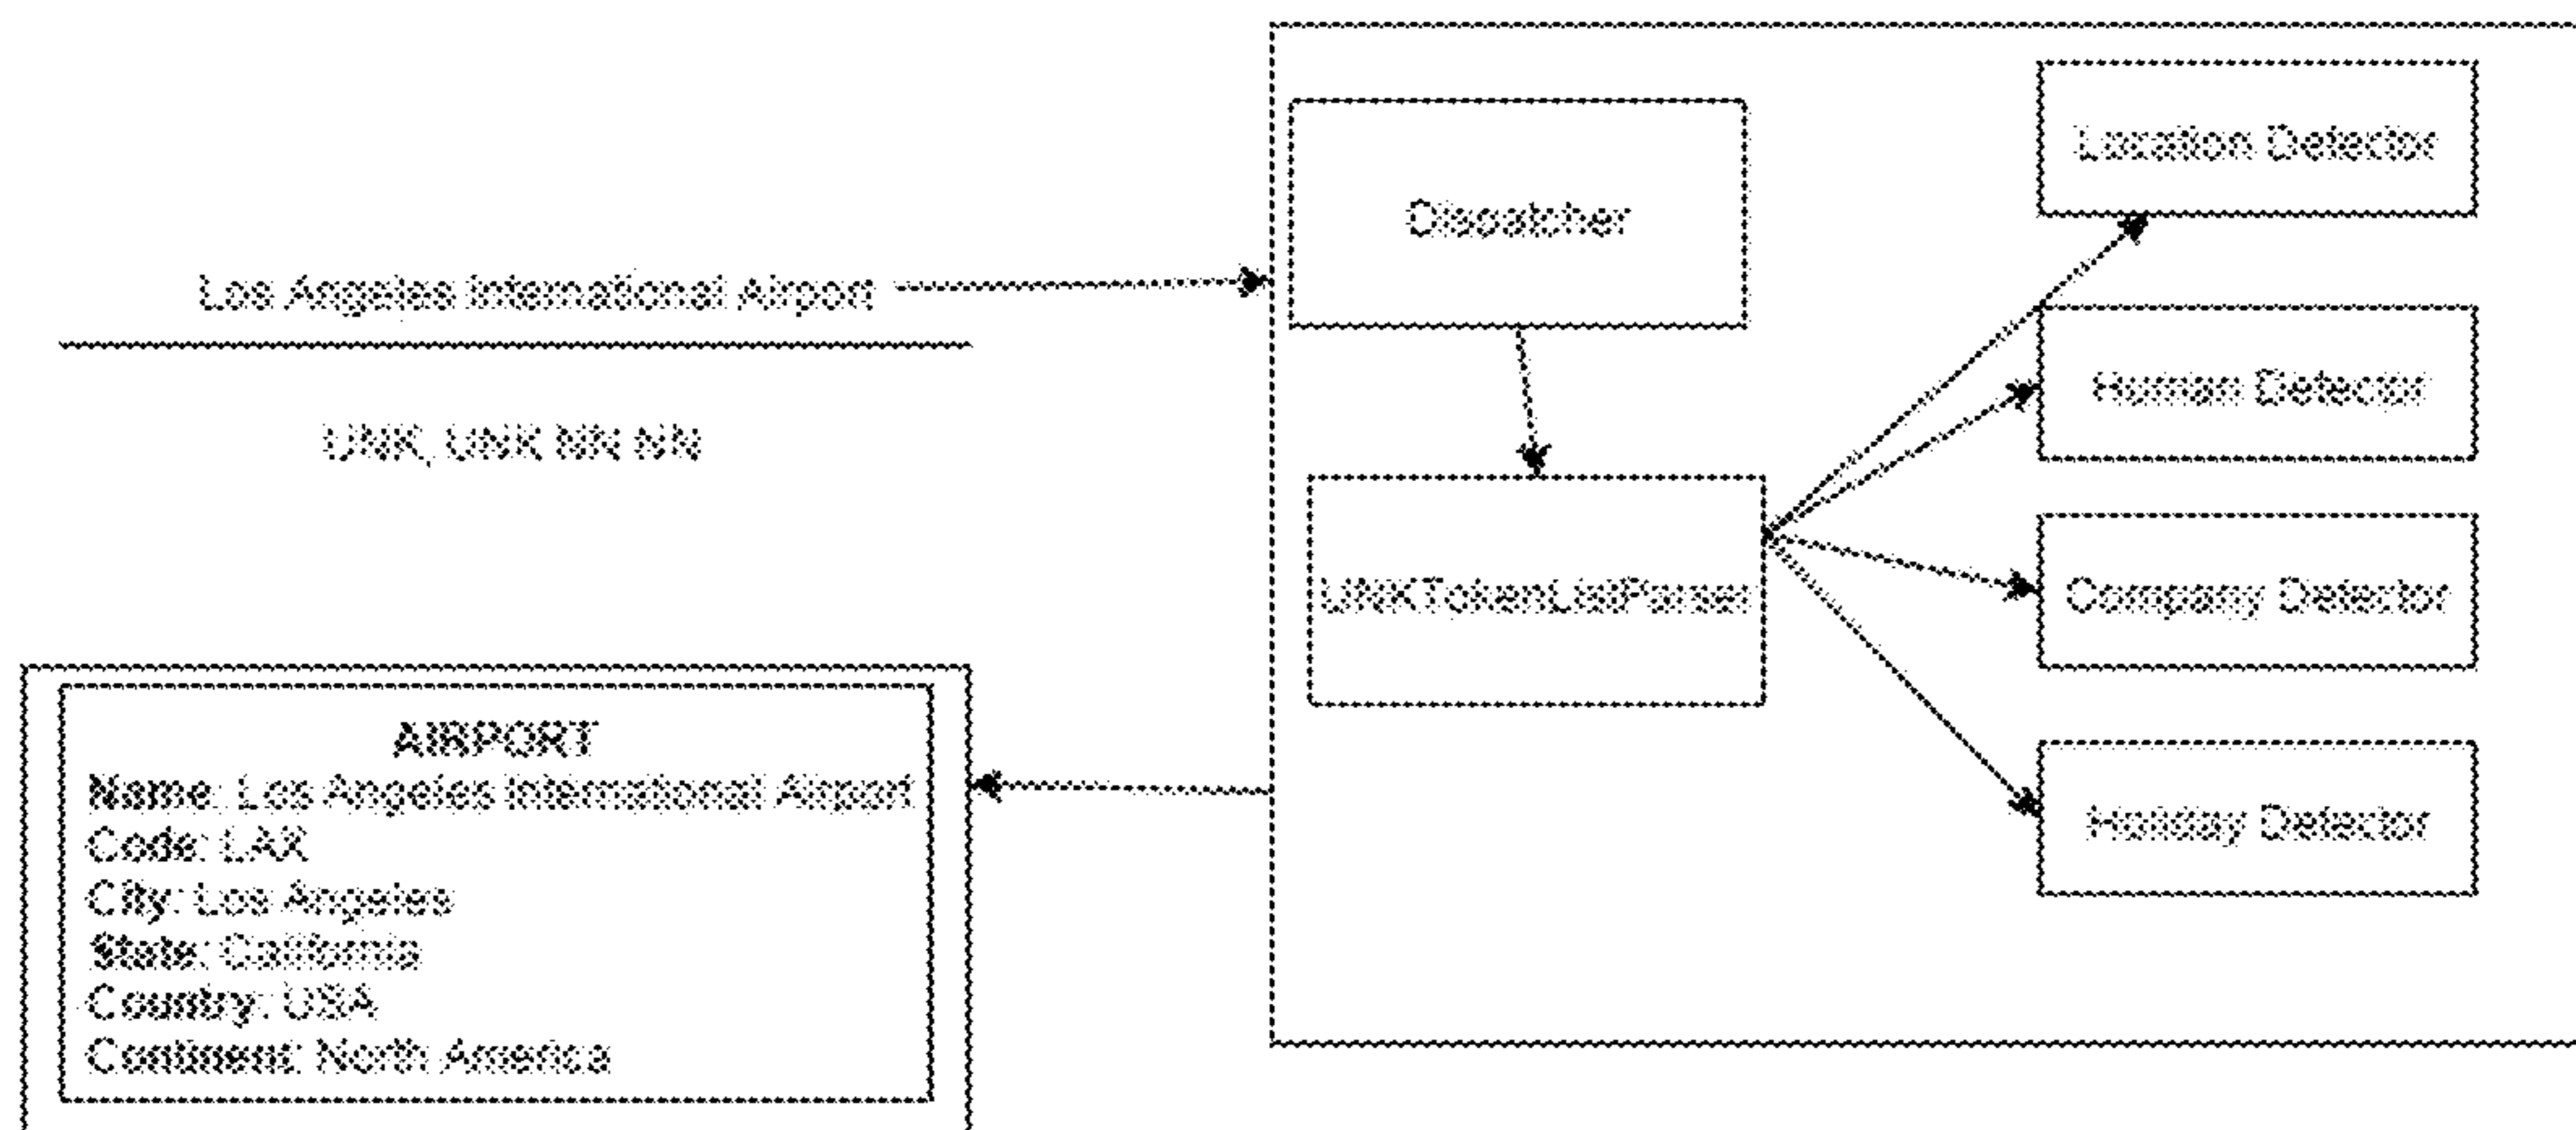 Los Angeles International Airport
UNK, UNK NN NN
Dispatcher
UNKTokenListParser
Location Detector
Human Detector
Company Detector
Holiday Detector
AIRPORT
Name: Los Angeles International Airport
Code: LAX
City: Los Angeles
State: California
Country: USA
Continent: North America